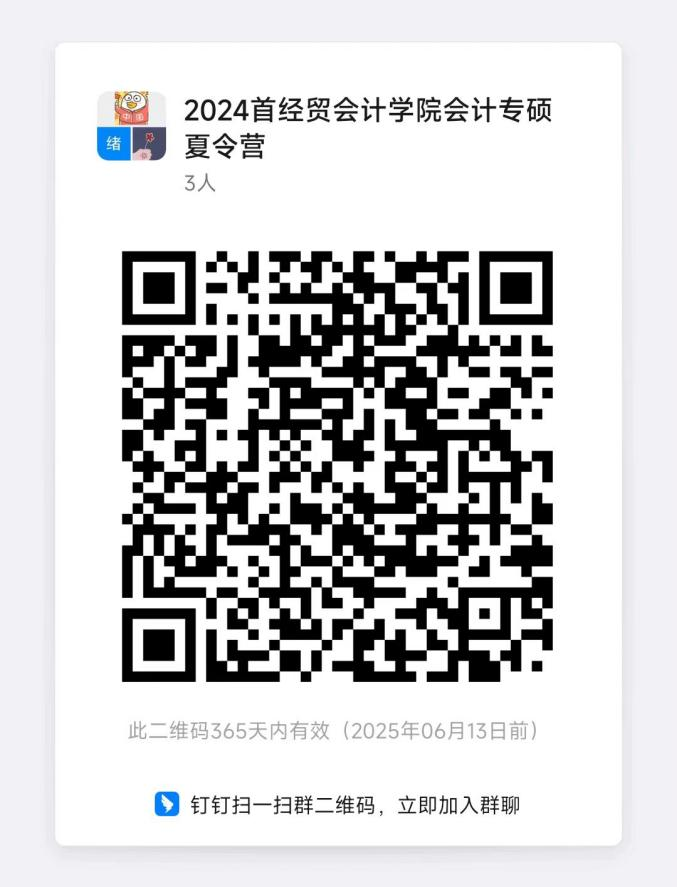 2024首经贸会计学院会计专硕
夏令营
绪
中国
3人
此二维码365天内有效（2025年06月13日前）
钉钉扫一扫群二维码，立即加入群聊